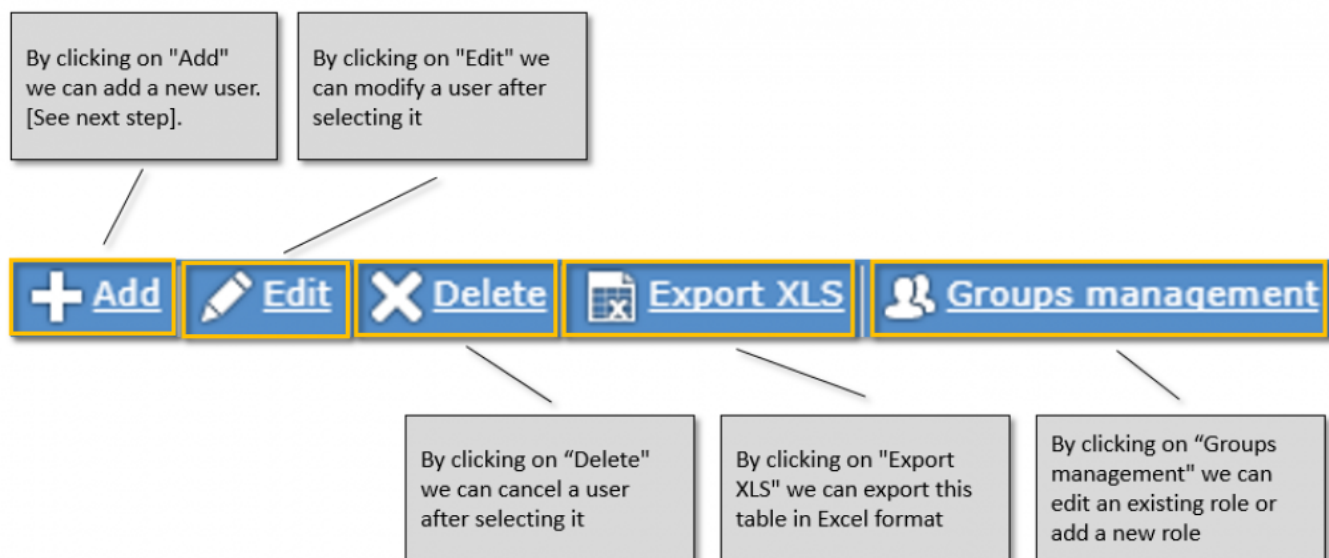 By clicking on "Add"
we can add a new user.
[See next step].
By clicking on "Edit" we
can modify a user after
selecting it
Add
Edit
Delete
Export XLS
Groups management
By clicking on “Delete"
we can cancel a user
after selecting it
By clicking on "Export
XLS" we can export this
table in Excel format
By clicking on “Groups
management" we can
edit an existing role or
add a new role